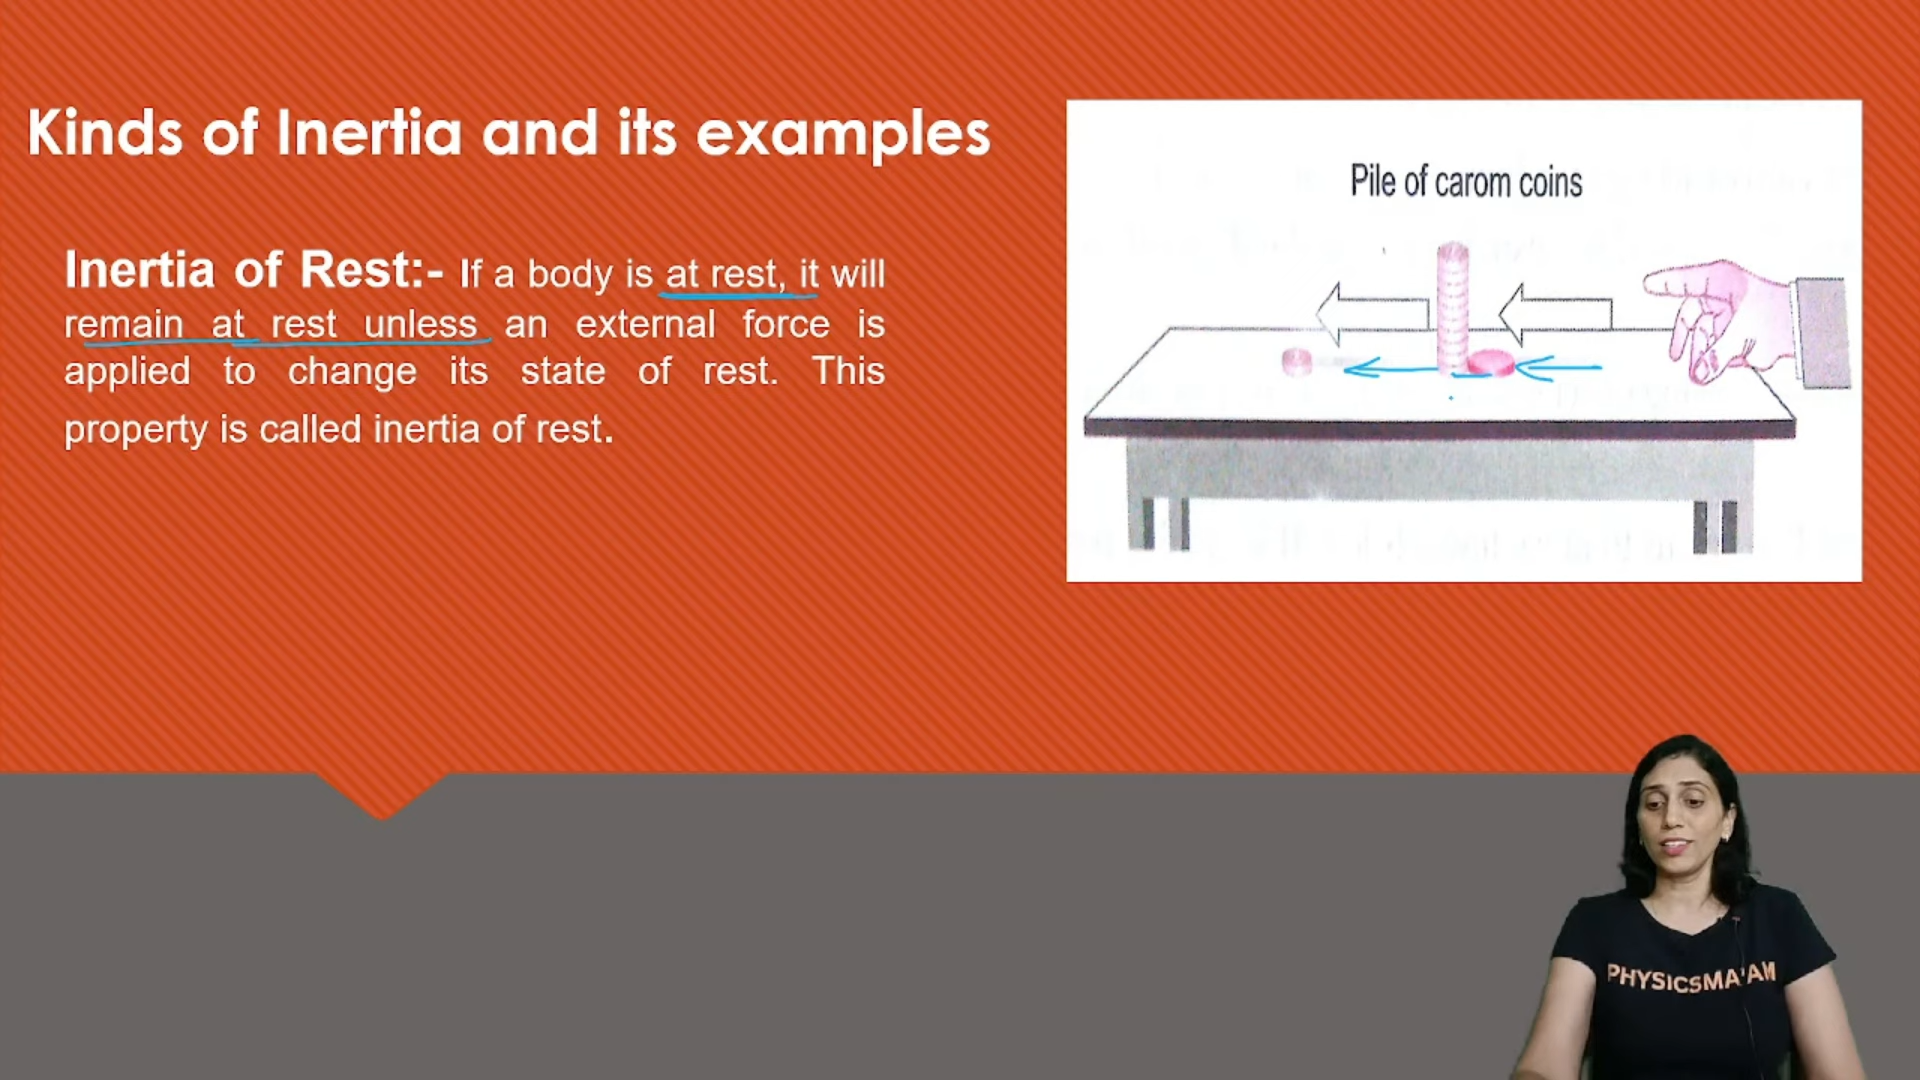 Kinds of Inertia and its examples
Inertia of Rest:- If a body is at rest, it will
remain at rest unless an external force is
applied to change its state of rest. This
property is called inertia of rest.
Pile of carom coins
PHYSICSMA'AM